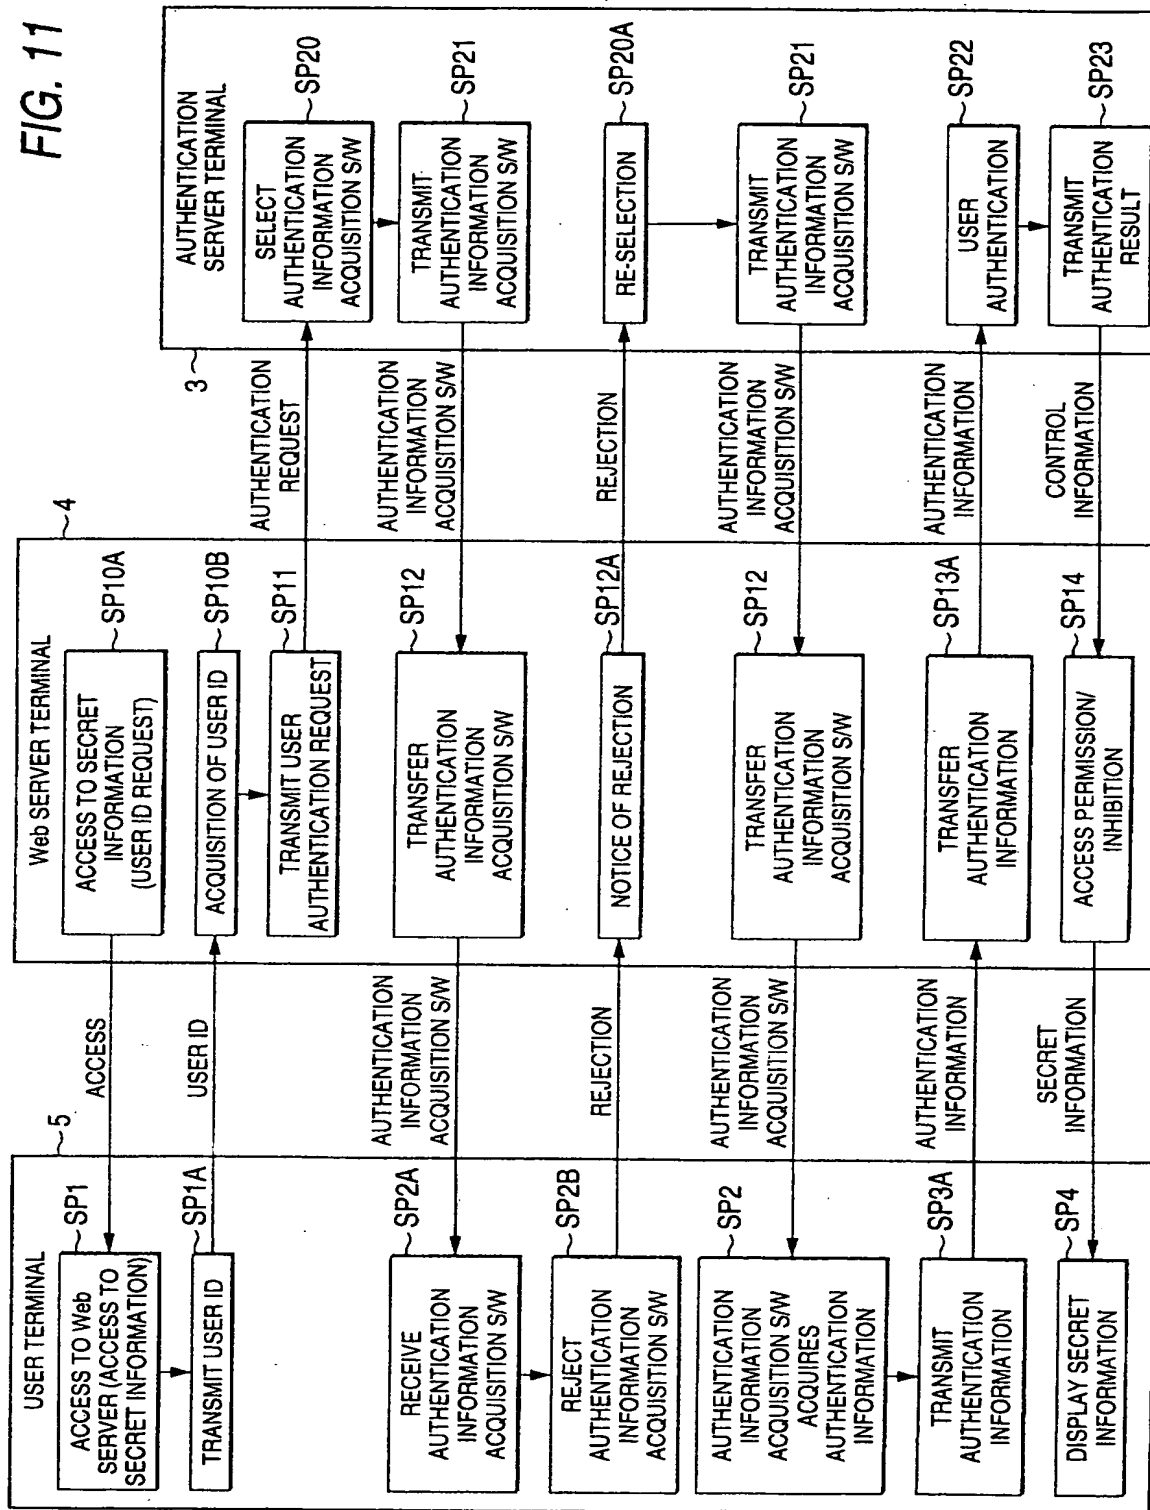 FIG. 11
USER TERMINAL
5
ACCESS TO Web
SERVER (ACCESS TO
SECRET INFORMATION)
SP1
TRANSMIT USER ID
SP1A
RECEIVE
AUTHENTICATION
INFORMATION
ACQUISITION S/W
SP2A
REJECT
AUTHENTICATION
INFORMATION
ACQUISITION S/W
SP2B
AUTHENTICATION
INFORMATION
ACQUISITION S/W
ACQUIRES
AUTHENTICATION
INFORMATION
SP2
TRANSMIT
AUTHENTICATION
INFORMATION
SP3A
DISPLAY SECRET
INFORMATION
SP4
ACCESS
USER ID
AUTHENTICATION
INFORMATION
ACQUISITION S/W
REJECTION
AUTHENTICATION
INFORMATION
ACQUISITION S/W
AUTHENTICATION
INFORMATION
SECRET
INFORMATION
Web SERVER TERMINAL
4
ACCESS TO SECRET
INFORMATION
(USER ID REQUEST)
SP10A
ACQUISITION OF USER ID
SP10B
TRANSMIT USER
AUTHENTICATION REQUEST
SP11
TRANSFER
AUTHENTICATION
INFORMATION
ACQUISITION S/W
SP12
NOTICE OF REJECTION
SP12A
TRANSFER
AUTHENTICATION
INFORMATION
ACQUISITION S/W
SP12
TRANSFER
AUTHENTICATION
INFORMATION
SP13A
ACCESS PERMISSION/
INHIBITION
SP14
AUTHENTICATION
REQUEST
AUTHENTICATION
INFORMATION
ACQUISITION S/W
REJECTION
AUTHENTICATION
INFORMATION
ACQUISITION S/W
AUTHENTICATION
INFORMATION
CONTROL
INFORMATION
AUTHENTICATION
SERVER TERMINAL
3
SELECT
AUTHENTICATION
INFORMATION
ACQUISITION S/W
SP20
TRANSMIT
AUTHENTICATION
INFORMATION
ACQUISITION S/W
SP21
RE-SELECTION
SP20A
TRANSMIT
AUTHENTICATION
INFORMATION
ACQUISITION S/W
SP21
USER
AUTHENTICATION
SP22
TRANSMIT
AUTHENTICATION
RESULT
SP23